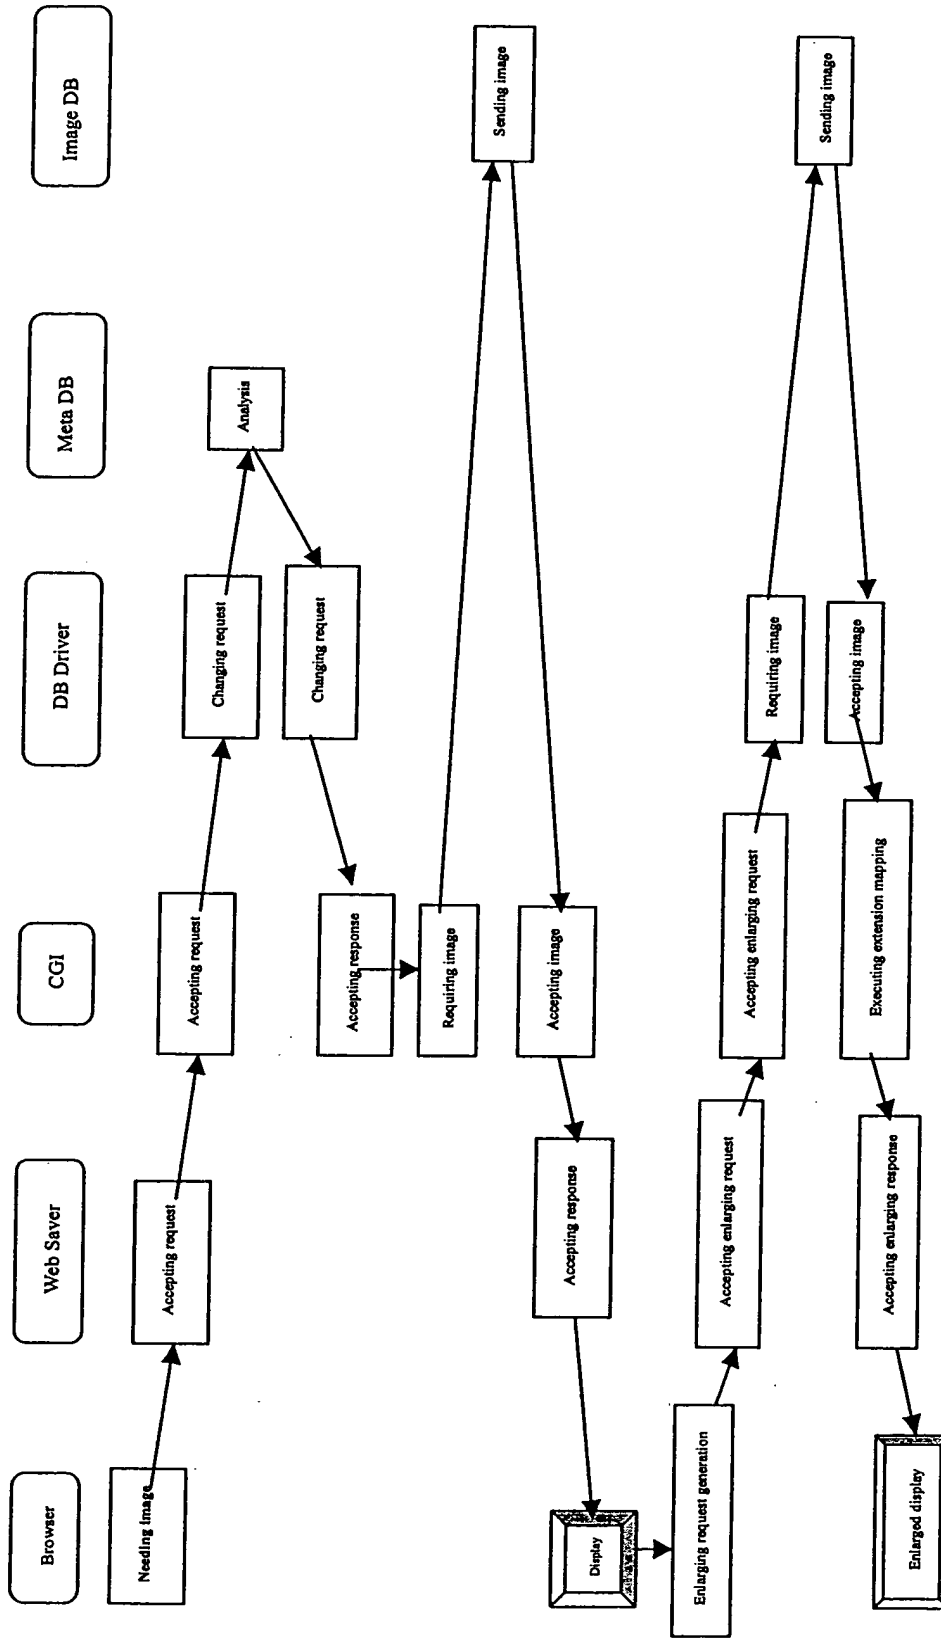 Browser
Web Saver
CGI
DB Driver
Meta DB
Image DB
Needing image
Accepting request
Accepting request
Changing request
Analysis
Changing request
Accepting response
Requiring image
Sending image
Accepting image
Accepting response
Display
Enlarging request generation
Accepting enlarging request
Accepting enlarging request
Requiring image
Sending image
Accepting image
Executing extension mapping
Accepting enlarging response
Enlarged display